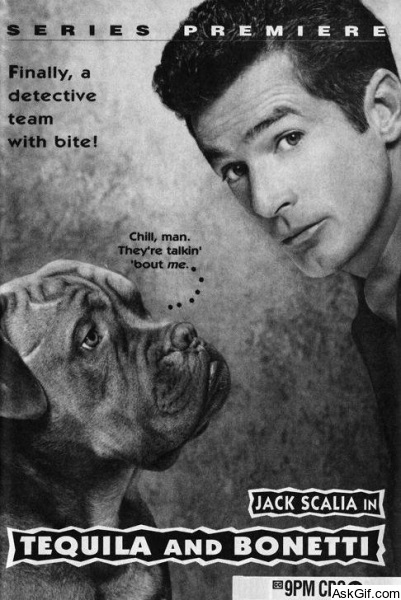 SERIES PREMIERE
Finally, a
detective
team
with bite!
Chill, man.
They're talkin'
'bout me.
JACK SCALIA IN
TEQUILA AND BONETTI
9PM CBS
AskGif.com